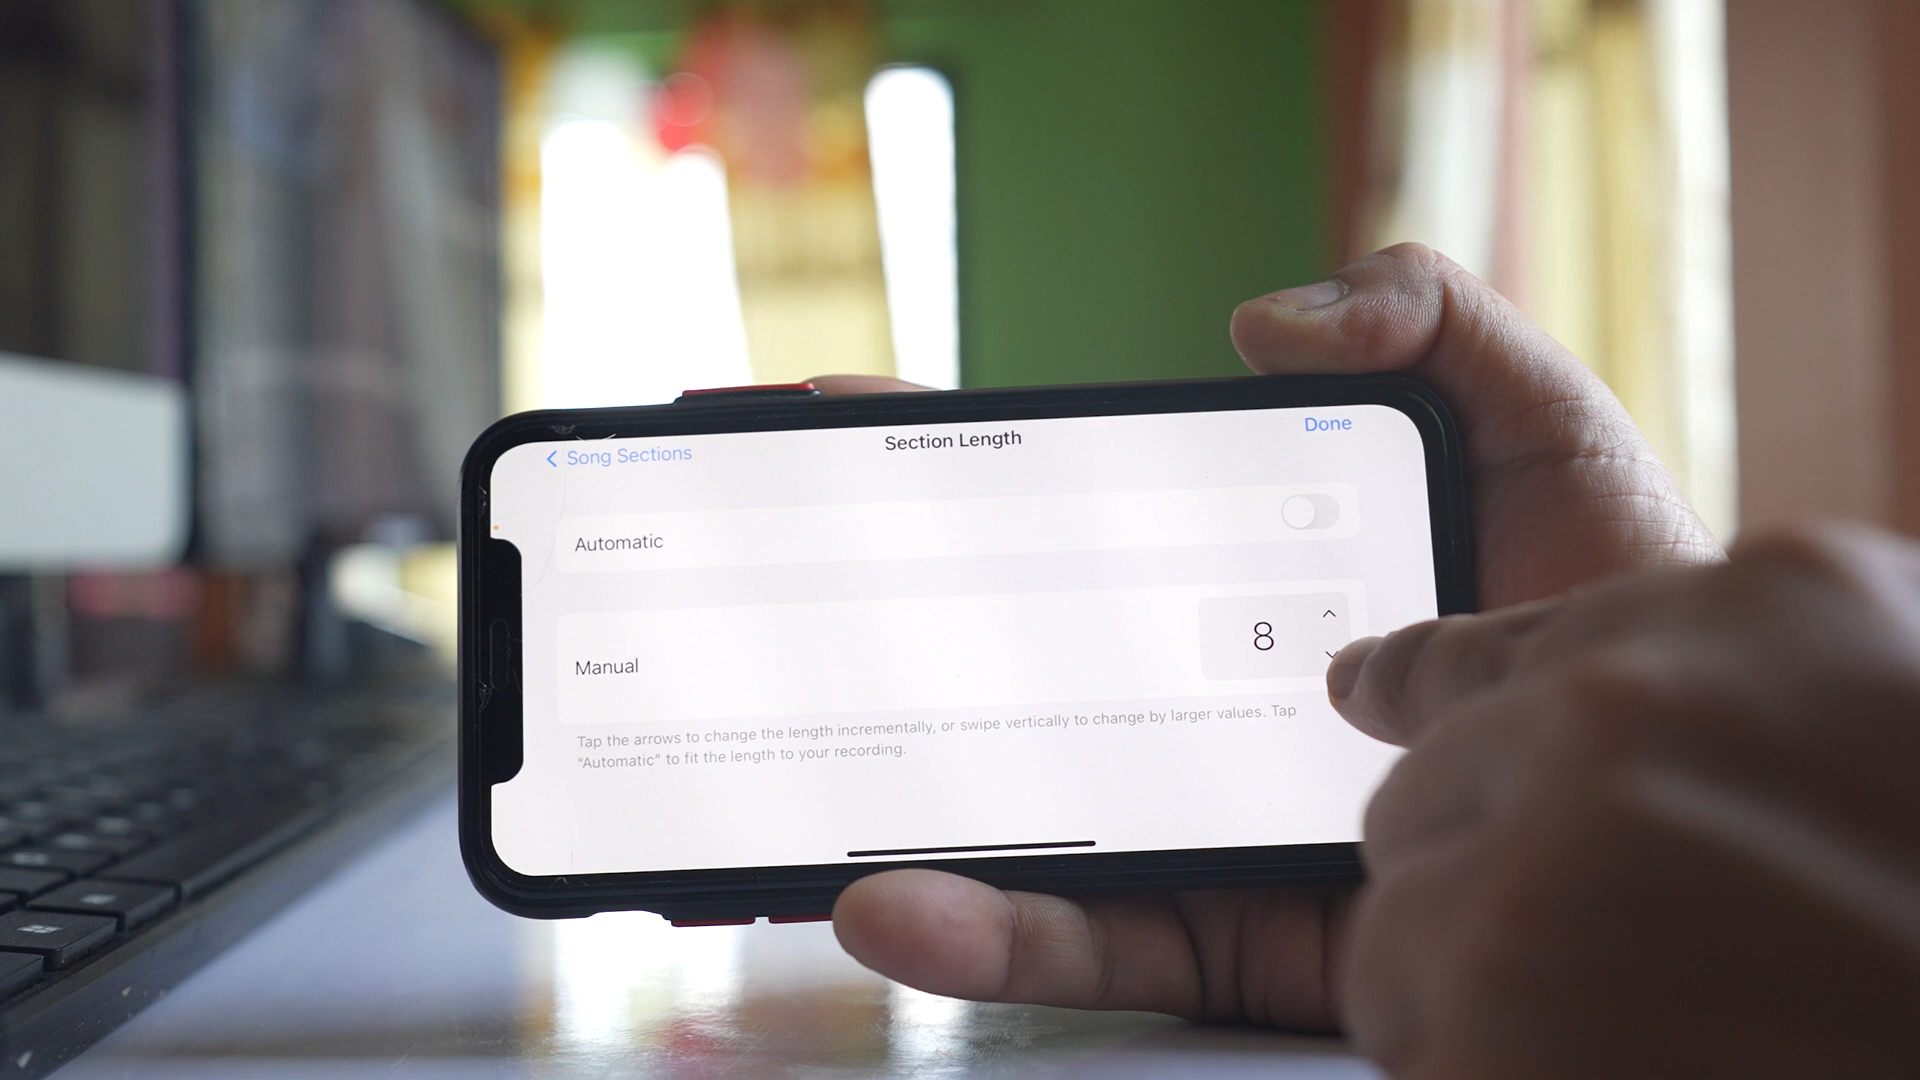 Song Sections
Section Length
Done
Automatic
Manual
8
Tap the arrows to change the length incrementally, or swipe vertically to change by larger values. Tap
“Automatic” to fit the length to your recording.